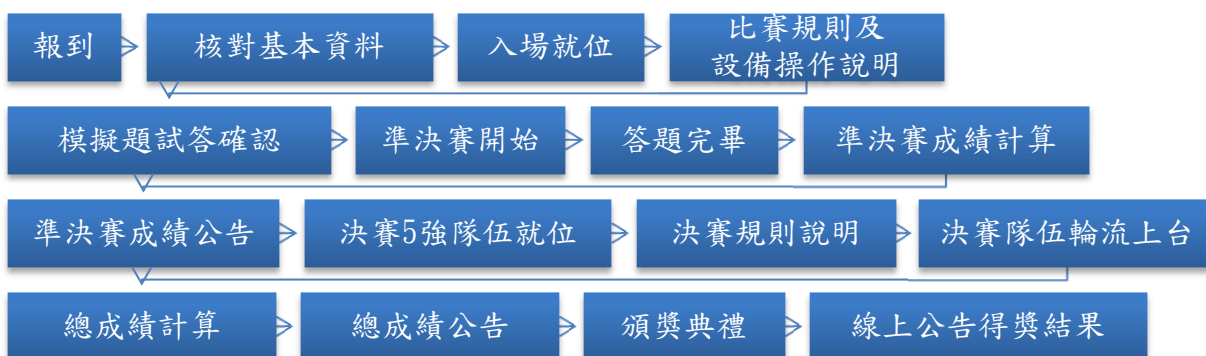 報到
核對基本資料
入場就位
比賽規則及
設備操作說明
模擬題試答確認
準決賽開始
答題完畢
準決賽成績計算
準決賽成績公告
決賽5強隊伍就位
決賽規則說明
決賽隊伍輪流上台
總成績計算
總成績公告
頒獎典禮
線上公告得獎結果